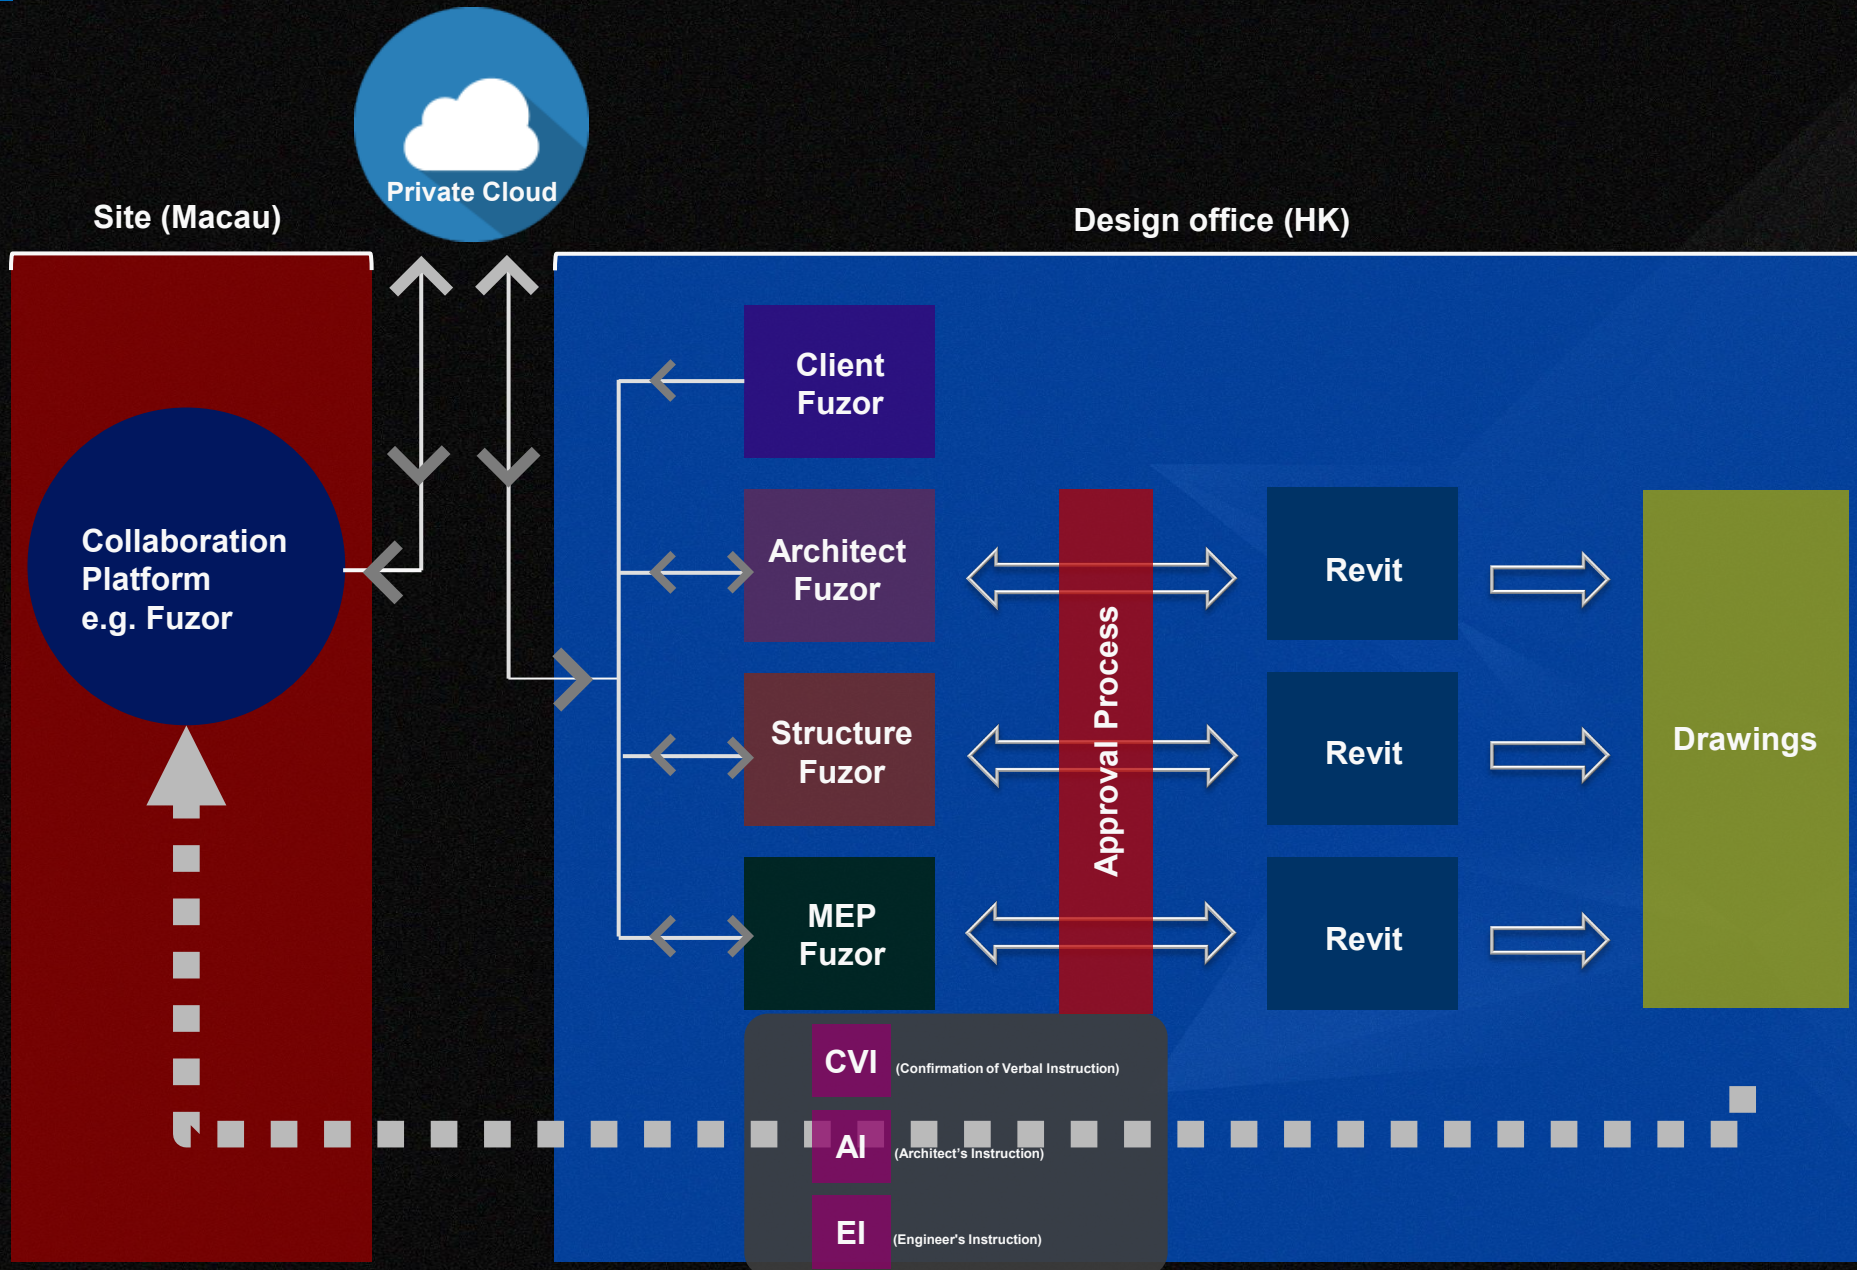 Private Cloud
Site (Macau)
Design office (HK)
Client
Fuzor
Collaboration
Platform
e.g. Fuzor
Architect
Fuzor
Revit
Approval Process
Structure
Fuzor
Revit
Drawings
MEP
Fuzor
Revit
CVI (Confirmation of Verbal Instruction)
AI (Architect's Instruction)
EI (Engineer's Instruction)